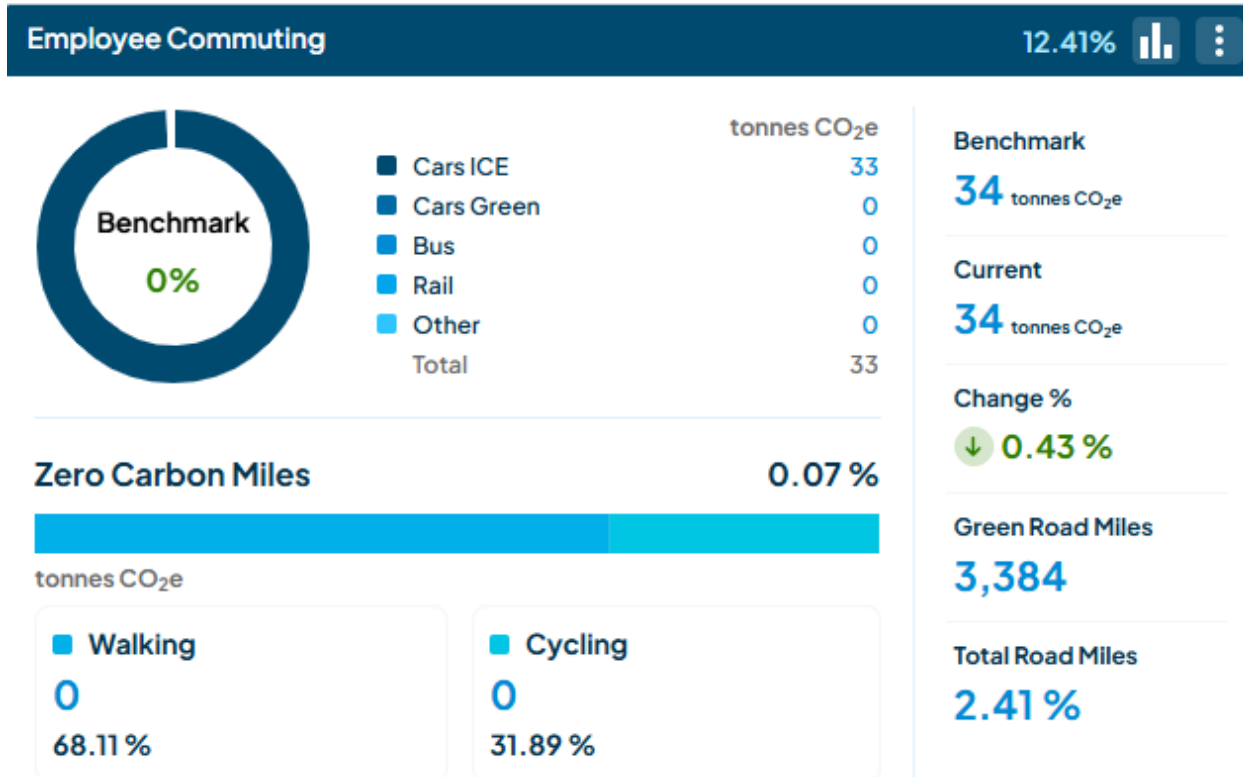 Employee Commuting 12.41%
Benchmark
0%
tonnes CO₂e
Cars ICE 33
Cars Green 0
Bus 0
Rail 0
Other 0
Total 33
Zero Carbon Miles 0.07 %
tonnes CO₂e
Walking
0
68.11 %
Cycling
0
31.89 %
Benchmark
34 tonnes CO₂e
Current
34 tonnes CO₂e
Change %
0.43 %
Green Road Miles
3,384
Total Road Miles
2.41 %